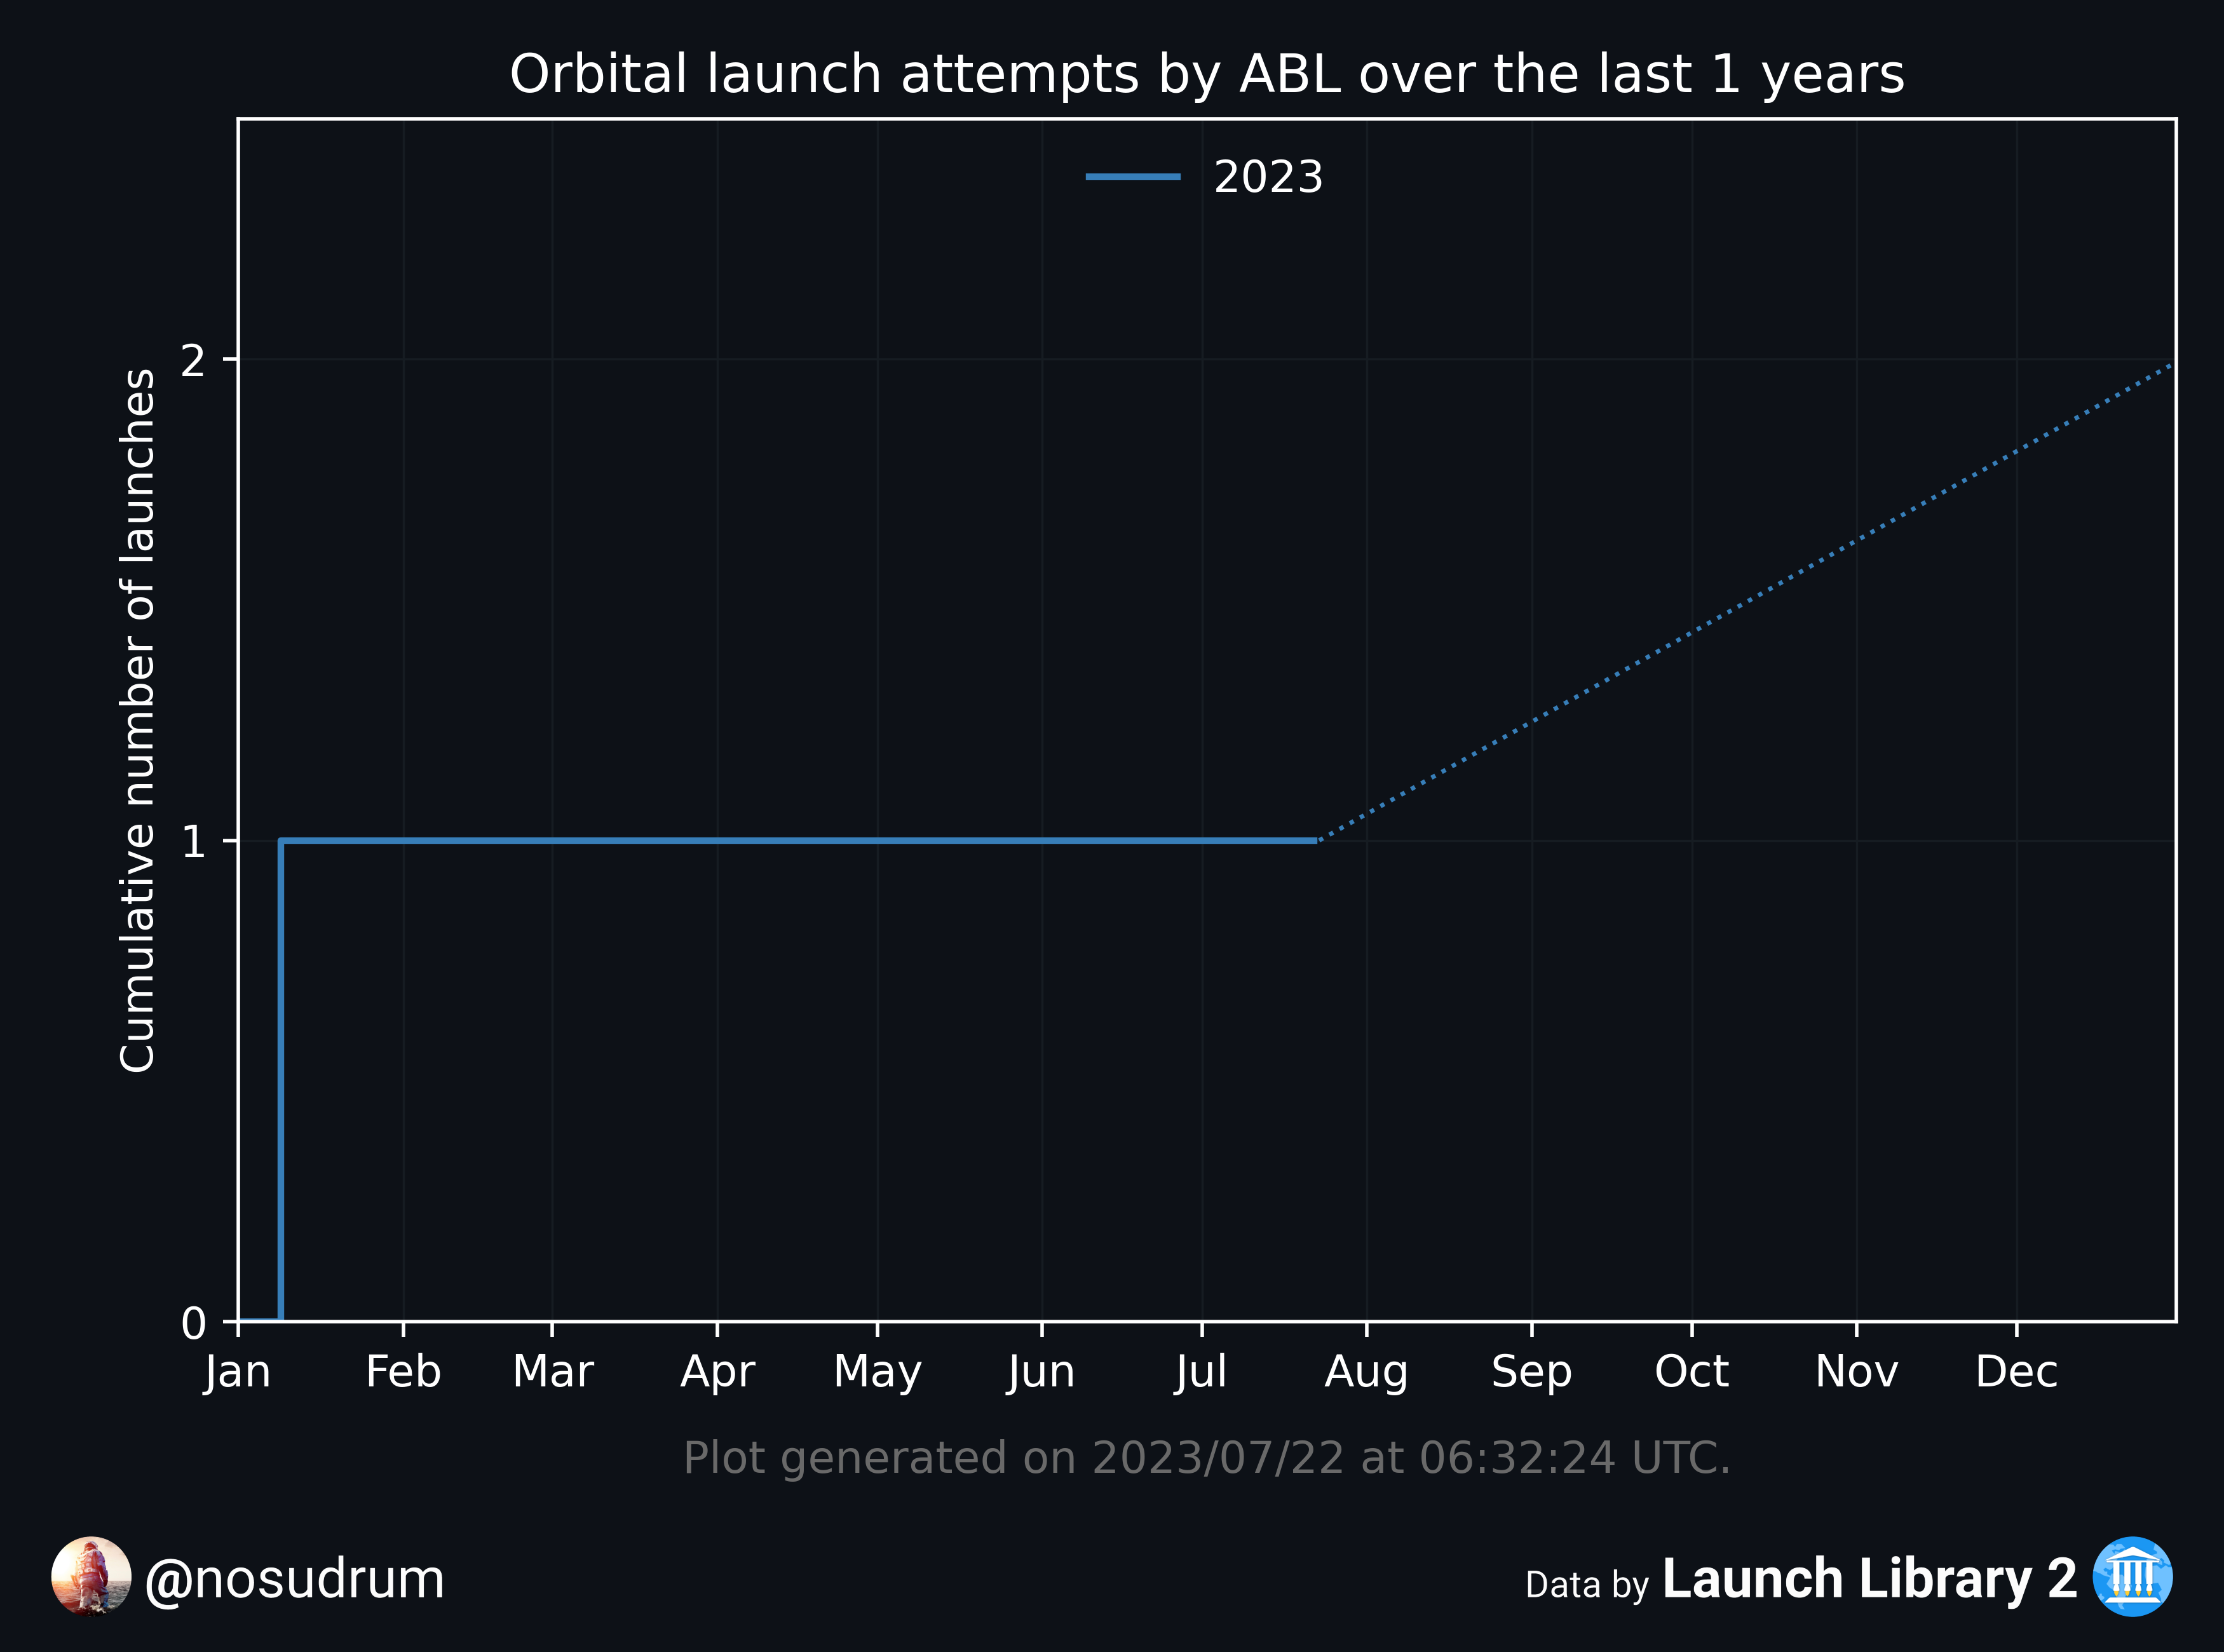 Orbital launch attempts by ABL over the last 1 years
2023
Cumulative number of launches
2
1
0
Jan Feb Mar Apr May Jun Jul Aug Sep Oct Nov Dec
Plot generated on 2023/07/22 at 06:32:24 UTC.
@nosudrum
Data by Launch Library 2